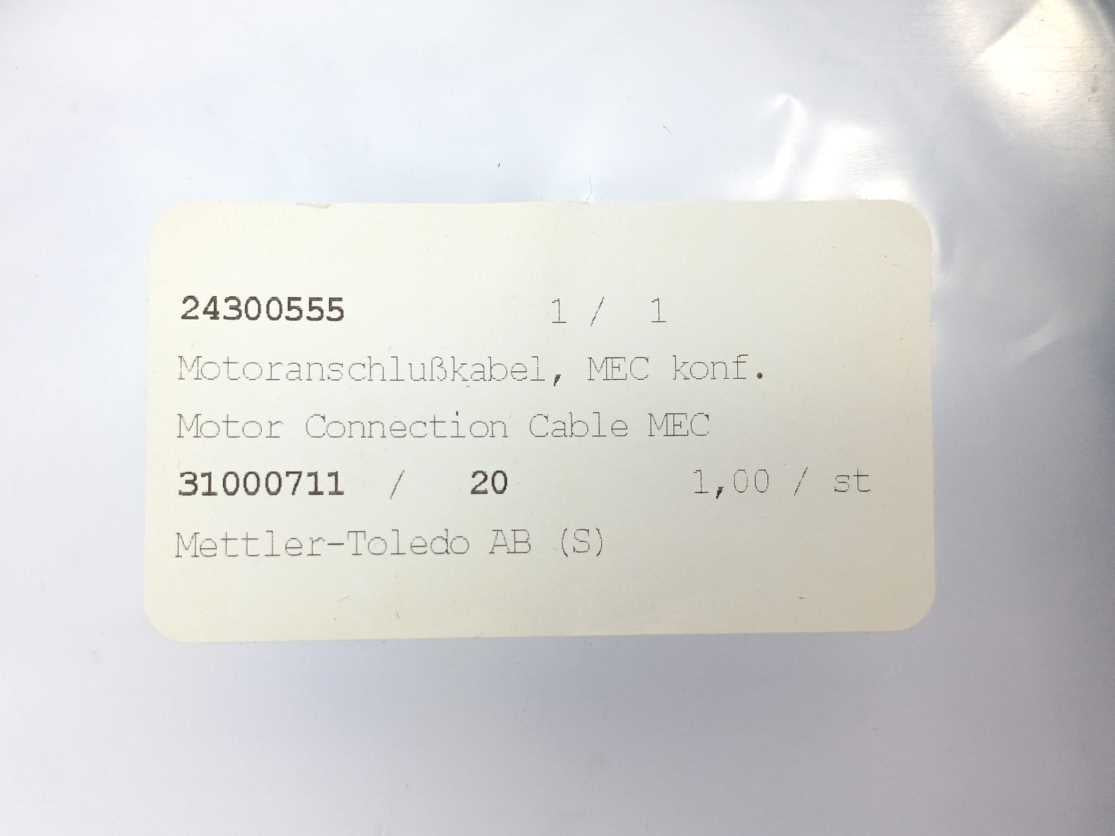 24300555 1 / 1
Motoranschlußkabel, MEC konf.
Motor Connection Cable MEC
31000711 / 20 1,00 / st
Mettler-Toledo AB (S)